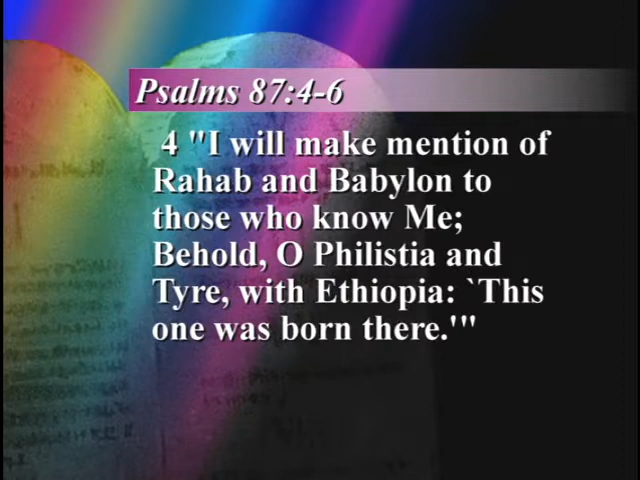 Psalms 87:4-6
4 "I will make mention of
Rahab and Babylon to
those who know Me;
Behold, O Philistia and
Tyre, with Ethiopia: `This
one was born there.'"